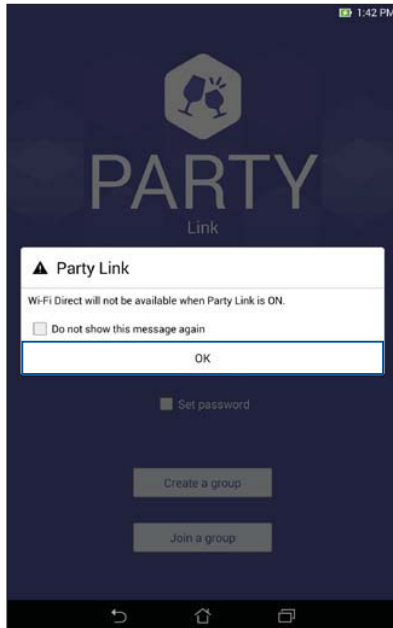 1:42 PM
PARTY
Link
Party Link
Wi-Fi Direct will not be available when Party Link is ON.
Do not show this message again
OK
Set password
Create a group
Join a group